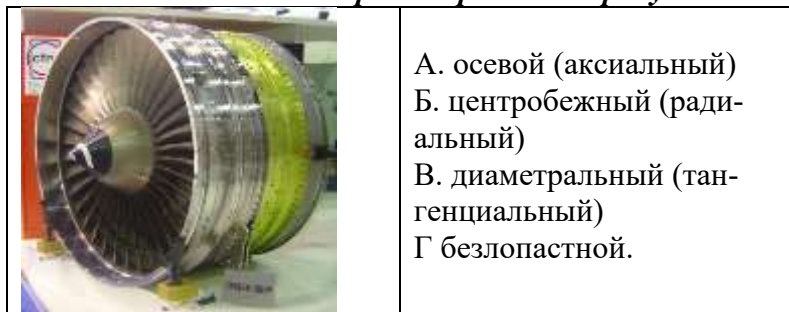 А. осевой (аксиальный)
Б. центробежный (ради-
альный)
В. диаметральный (тан-
генциальный)
Г безлопастной.